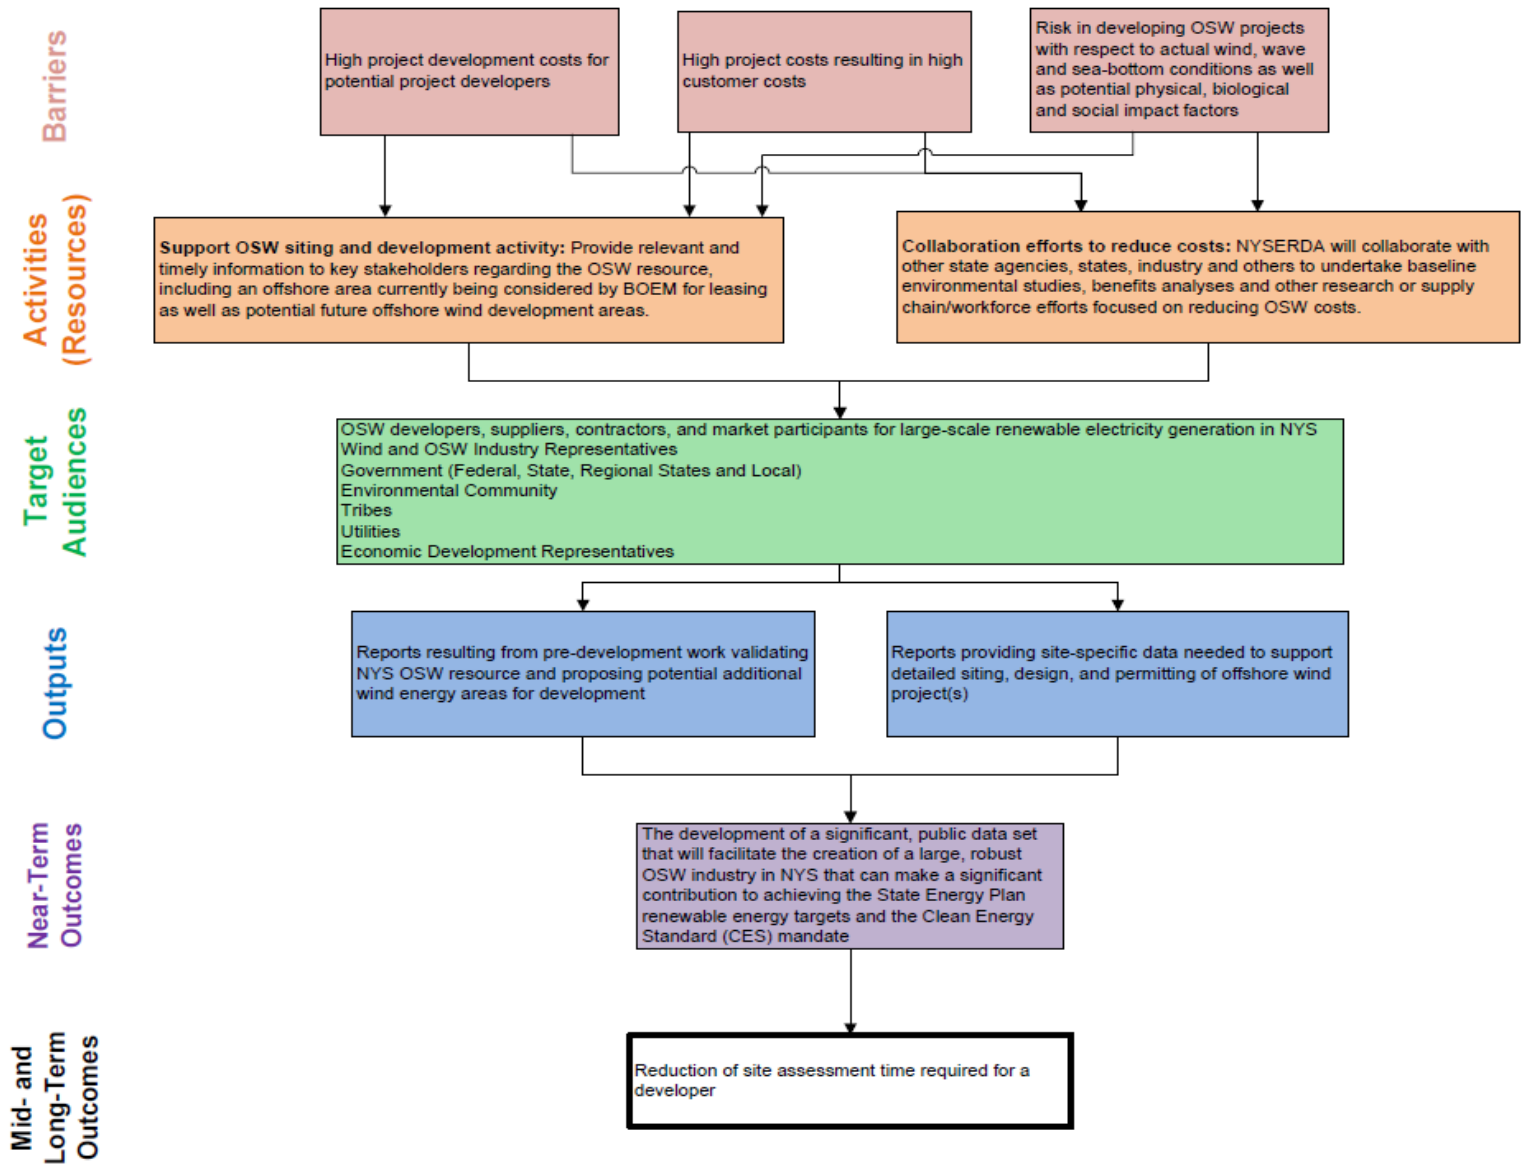 Barriers
High project development costs for
potential project developers
High project costs resulting in high
customer costs
Risk in developing OSW projects
with respect to actual wind, wave
and sea-bottom conditions as well
as potential physical, biological
and social impact factors
Activities
(Resources)
Support OSW siting and development activity: Provide relevant and
timely information to key stakeholders regarding the OSW resource,
including an offshore area currently being considered by BOEM for leasing
as well as potential future offshore wind development areas.
Collaboration efforts to reduce costs: NYSERDA will collaborate with
other state agencies, states, industry and others to undertake baseline
environmental studies, benefits analyses and other research or supply
chain/workforce efforts focused on reducing OSW costs.
Target
Audiences
OSW developers, suppliers, contractors, and market participants for large-scale renewable electricity generation in NYS
Wind and OSW Industry Representatives
Government (Federal, State, Regional States and Local)
Environmental Community
Tribes
Utilities
Economic Development Representatives
Outputs
Reports resulting from pre-development work validating
NYS OSW resource and proposing potential additional
wind energy areas for development
Reports providing site-specific data needed to support
detailed siting, design, and permitting of offshore wind
project(s)
Near-Term
Outcomes
The development of a significant, public data set
that will facilitate the creation of a large, robust
OSW industry in NYS that can make a significant
contribution to achieving the State Energy Plan
renewable energy targets and the Clean Energy
Standard (CES) mandate
Mid- and
Long-Term
Outcomes
Reduction of site assessment time required for a
developer